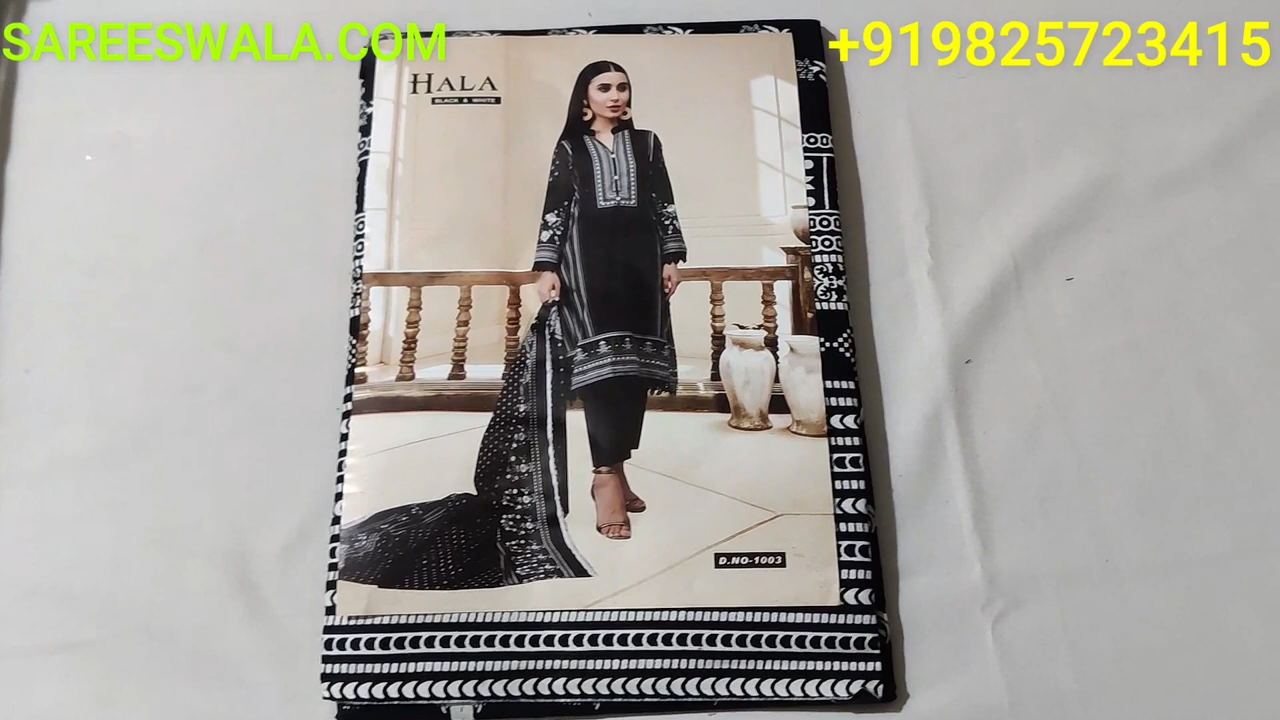 SAREESWALA.COM
+919825723415
HALA
BLACK & WHITE
D.NO-1003